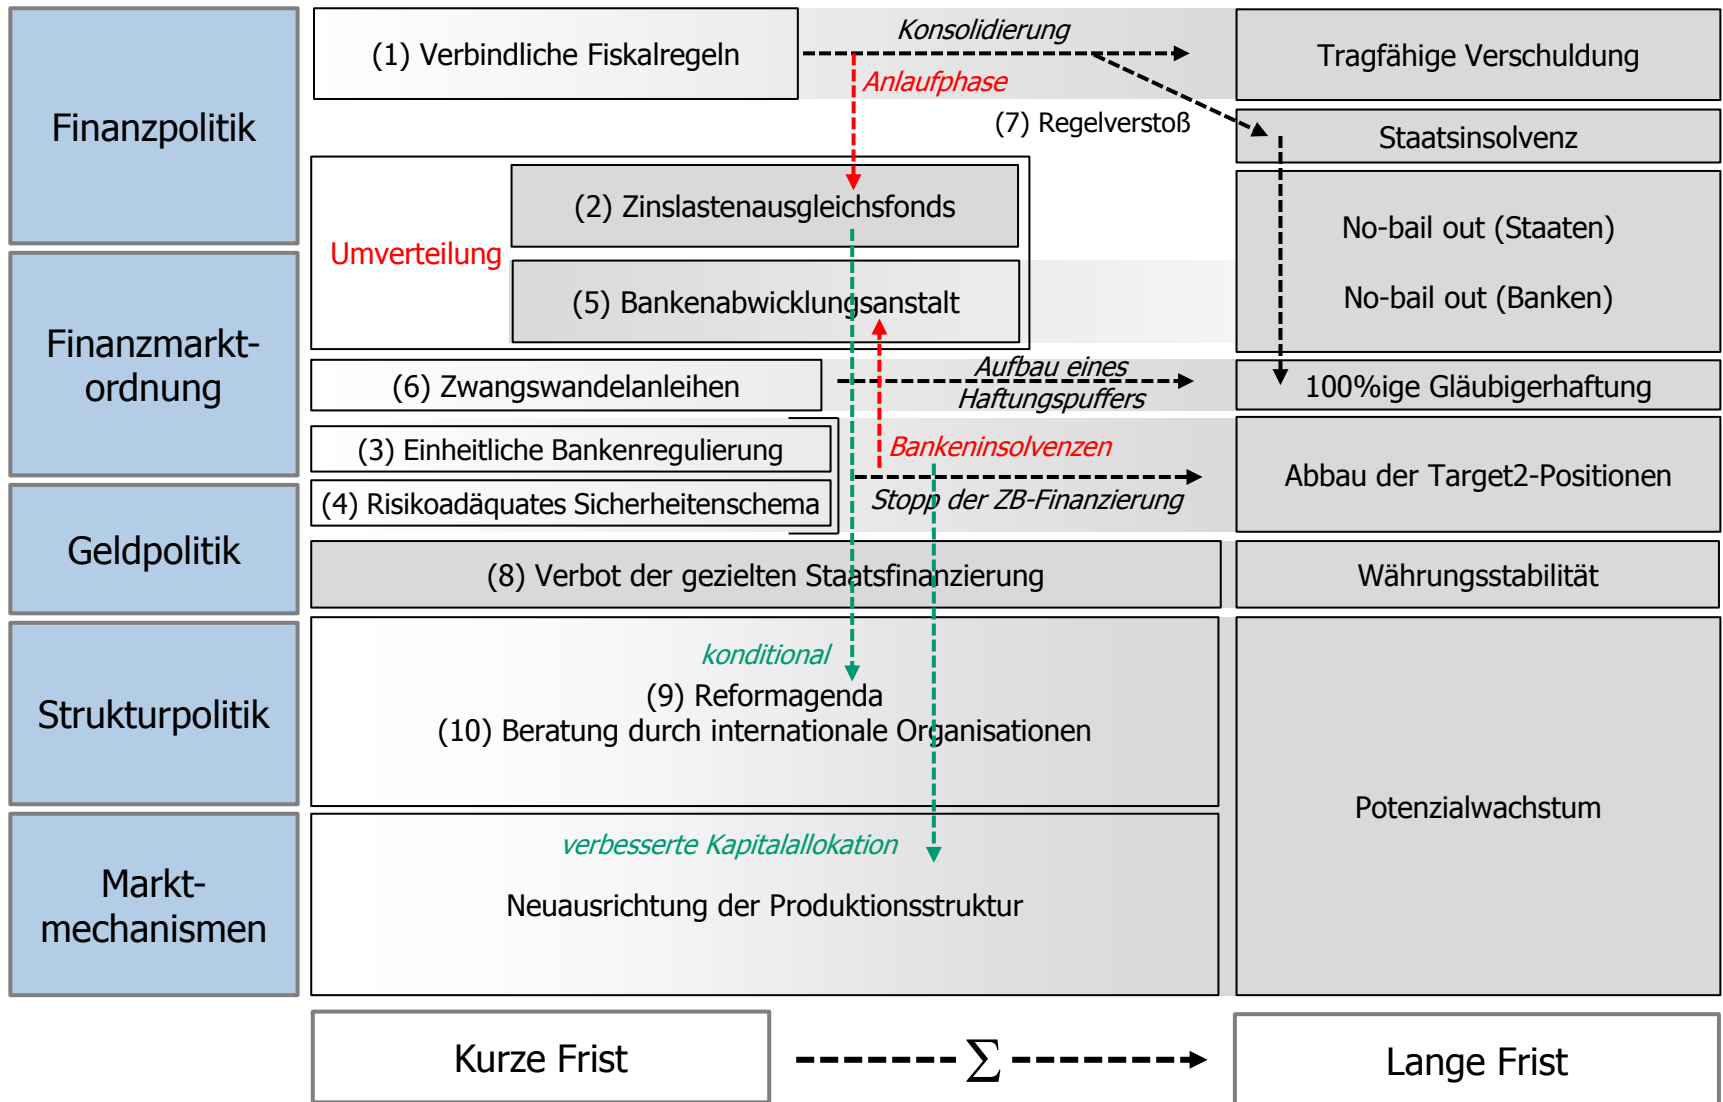 Finanzpolitik
(1) Verbindliche Fiskalregeln
Konsolidierung
Anlaufphase
Tragfähige Verschuldung
(7) Regelverstoß
Staatsinsolvenz
Umverteilung
(2) Zinslastenausgleichsfonds
No-bail out (Staaten)
Finanzmarkt-
ordnung
(5) Bankenabwicklungsanstalt
No-bail out (Banken)
(6) Zwangswandelanleihen
Aufbau eines
Haftungspuffers
100%ige Gläubigerhaftung
(3) Einheitliche Bankenregulierung
Bankeninsolvenzen
(4) Risikoadäquates Sicherheitenschema
Stopp der ZB-Finanzierung
Abbau der Target2-Positionen
Geldpolitik
(8) Verbot der gezielten Staatsfinanzierung
Währungsstabilität
Strukturpolitik
konditional
(9) Reformagenda
(10) Beratung durch internationale Organisationen
Potenzialwachstum
Markt-
mechanismen
verbesserte Kapitalallokation
Neuausrichtung der Produktionsstruktur
Kurze Frist
∑
Lange Frist